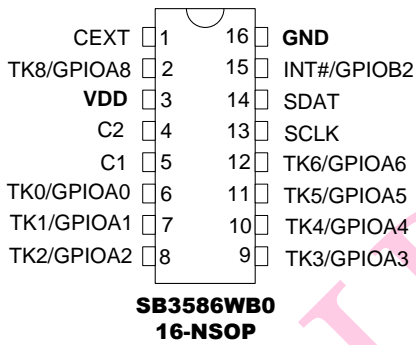 CEXT 1 16 GND
TK8/GPIOA8 2 15 INT#/GPIOB2
VDD 3 14 SDAT
C2 4 13 SCLK
C1 5 12 TK6/GPIOA6
TK0/GPIOA0 6 11 TK5/GPIOA5
TK1/GPIOA1 7 10 TK4/GPIOA4
TK2/GPIOA2 8 9 TK3/GPIOA3
SB3586WB0
16-NSOP